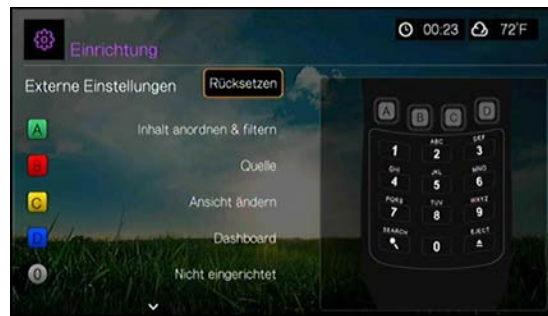 00:23 72°F
Einrichtung
Externe Einstellungen Rücksetzen
A Inhalt anordnen & filtern
B Quelle
C Ansicht ändern
D Dashboard
0 Nicht eingerichtet
A B C D
ABC DEF
1 2 3
GHI JKL MNO
4 5 6
PQRS TUV WXYZ
7 8 9
SEARCH EJECT
0